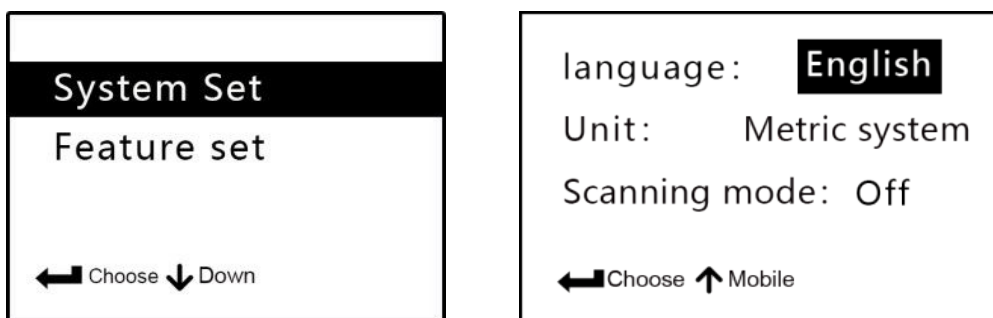 System Set
Feature set
Choose Down
language: English
Unit: Metric system
Scanning mode: Off
Choose Mobile